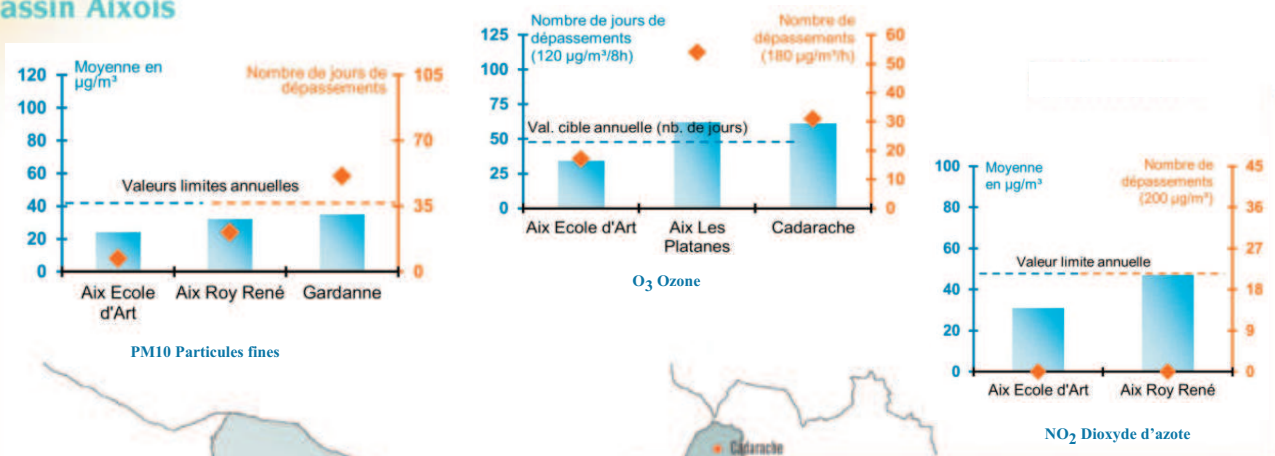 assin Aixois
Moyenne en
µg/m³
Nombre de jours de
dépassements
120
100
80
60
40
20
0
105
70
35
0
Valeurs limites annuelles
Aix Ecole
d'Art
Aix Roy René
Gardanne
PM10 Particules fines
Nombre de jours de
dépassements
(120 µg/m³/8h)
Nombre de
dépassements
(180 µg/m³/h)
125
100
75
50
25
0
60
50
40
30
20
10
0
Val. cible annuelle (nb. de jours)
Aix Ecole d'Art
Aix Les
Platanes
Cadarache
O3 Ozone
Moyenne
en µg/m³
Nombre de
dépassements
(200 µg/m³)
100
80
60
40
20
0
45
36
27
18
9
0
Valeur limite annuelle
Aix Ecole d'Art
Aix Roy René
NO2 Dioxyde d'azote
Cadarache